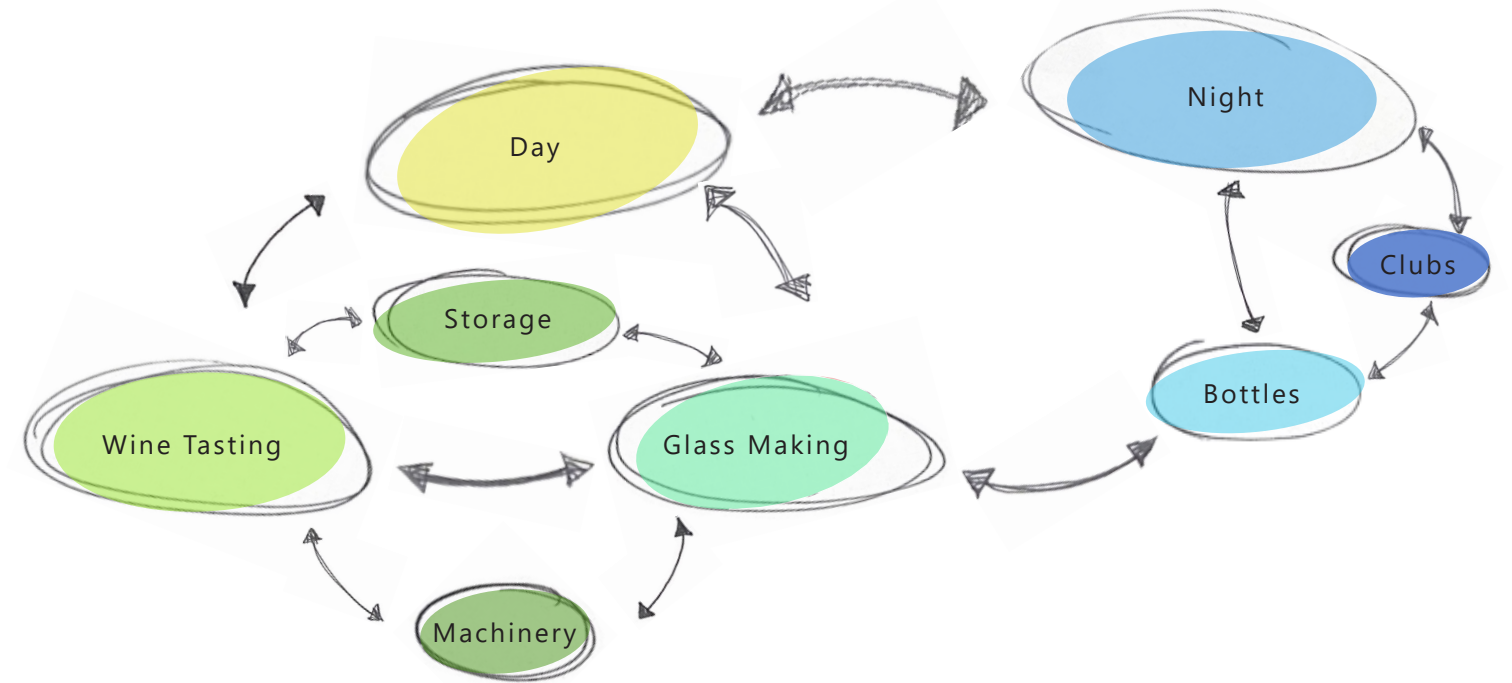 Day
Night
Storage
Clubs
Bottles
Wine Tasting
Glass Making
Machinery